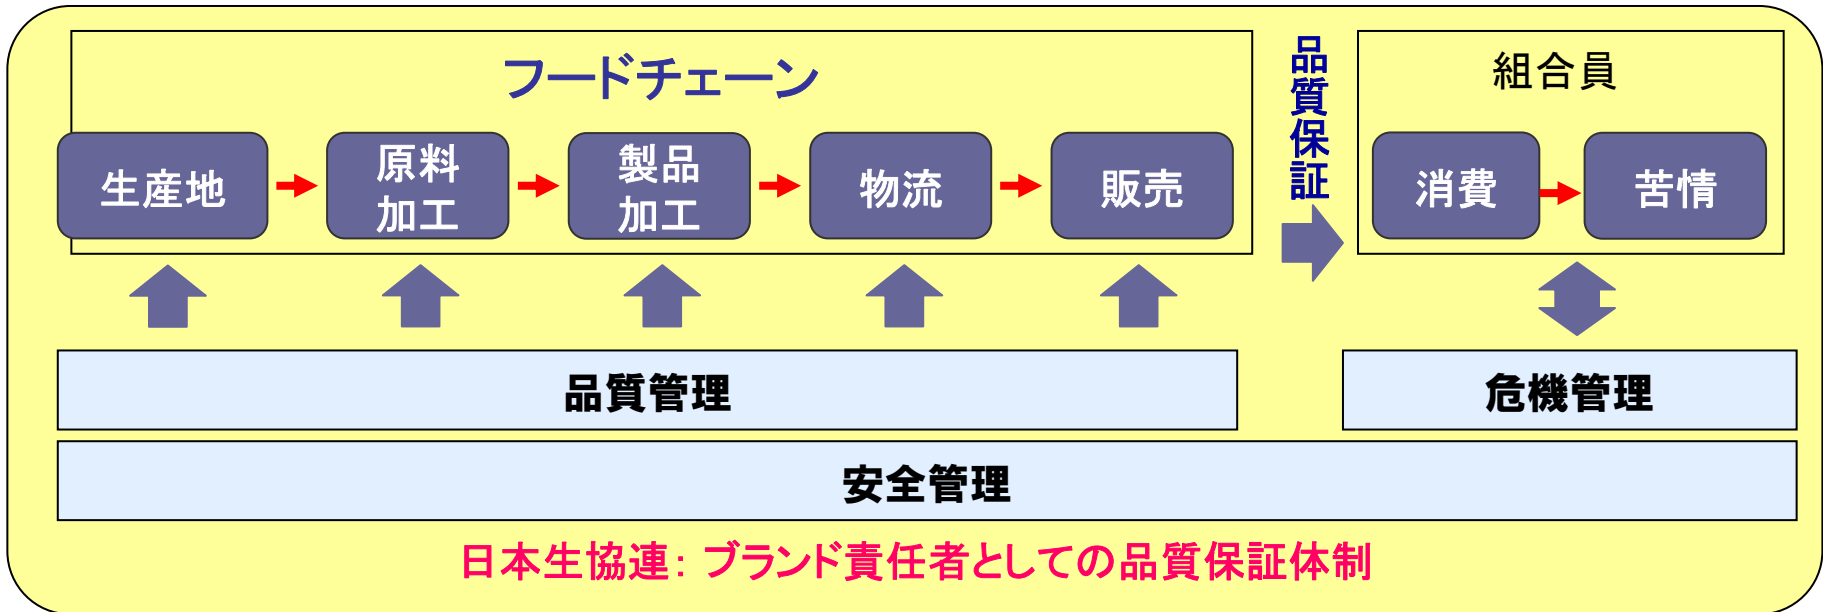 フードチェーン
生産地
原料
加工
製品
加工
物流
販売
品質保証
組合員
消費
苦情
品質管理
危機管理
安全管理
日本生協連：ブランド責任者としての品質保証体制